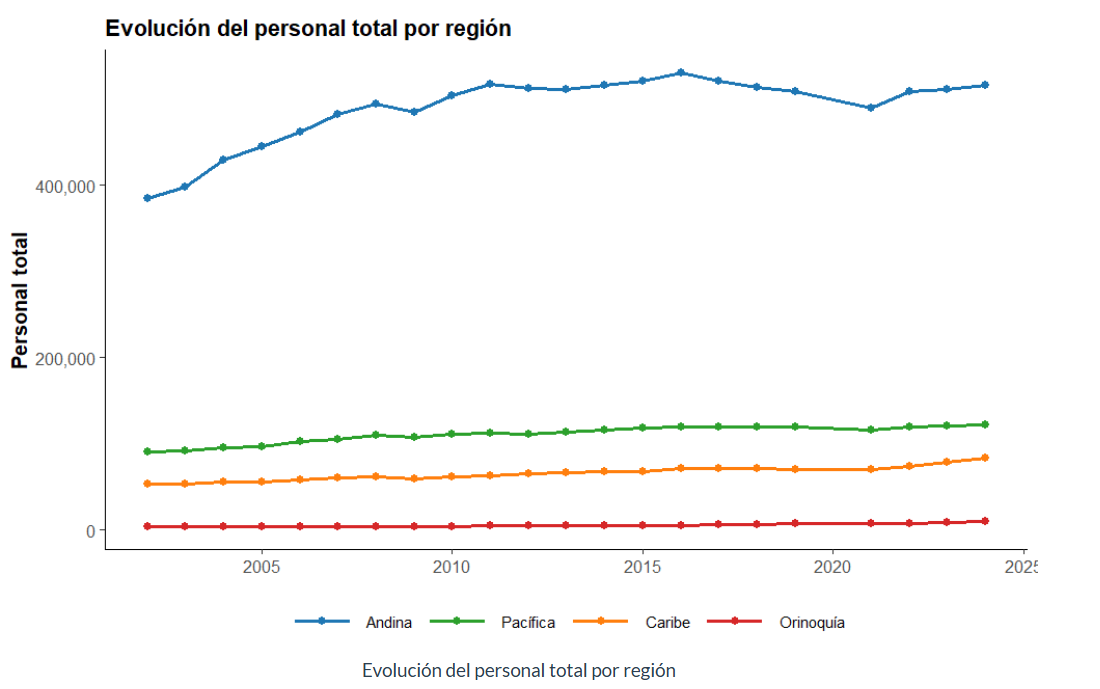 Evolución del personal total por región
Personal total
400,000
200,000
0
2005 2010 2015 2020 2025
Andina Pacífica Caribe Orinoquía
Evolución del personal total por región